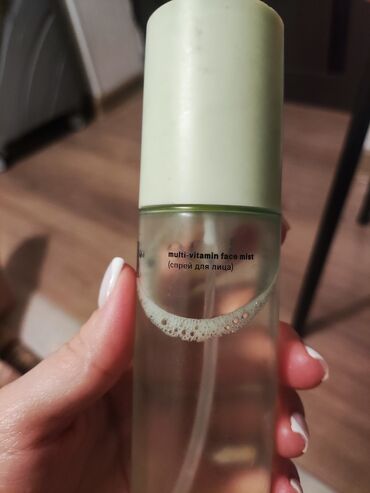 multi-vitamin face mist
(спрей для лица)